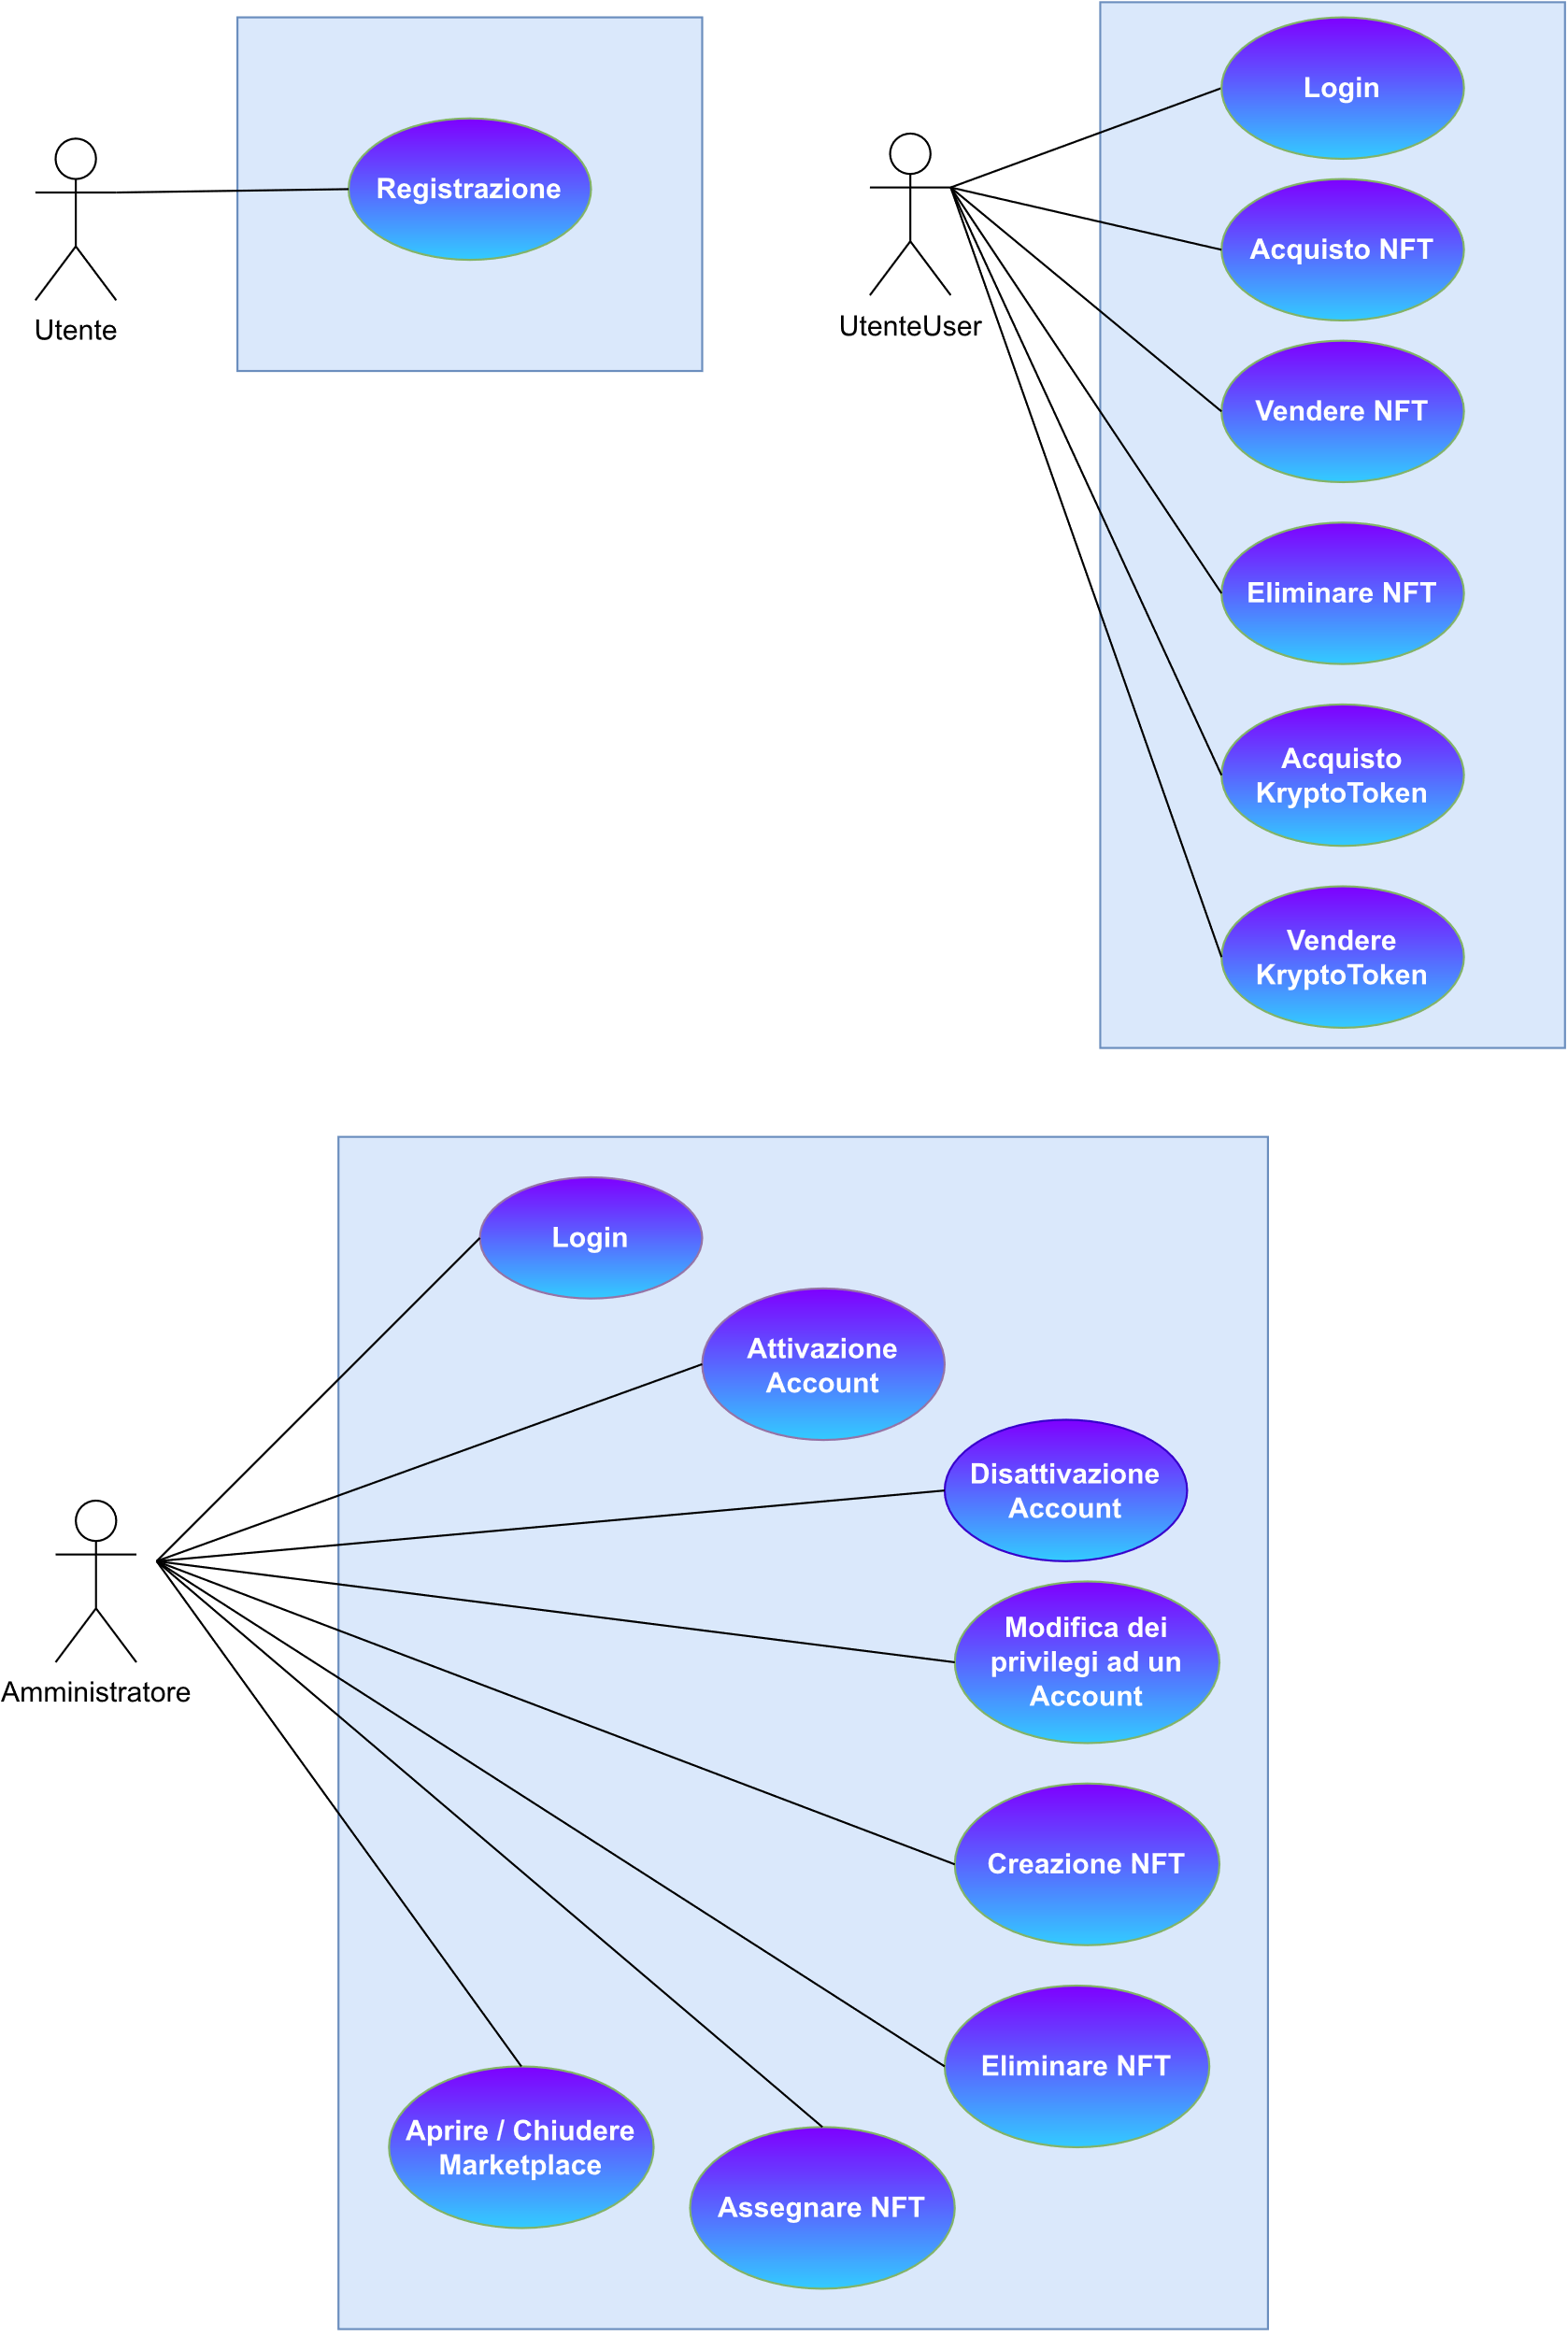 Utente
Registrazione
UtenteUser
Login
Acquisto NFT
Vendere NFT
Eliminare NFT
Acquisto
KryptoToken
Vendere
KryptoToken
Amministratore
Login
Attivazione
Account
Disattivazione
Account
Modifica dei
privilegi ad un
Account
Creazione NFT
Eliminare NFT
Aprire / Chiudere
Marketplace
Assegnare NFT